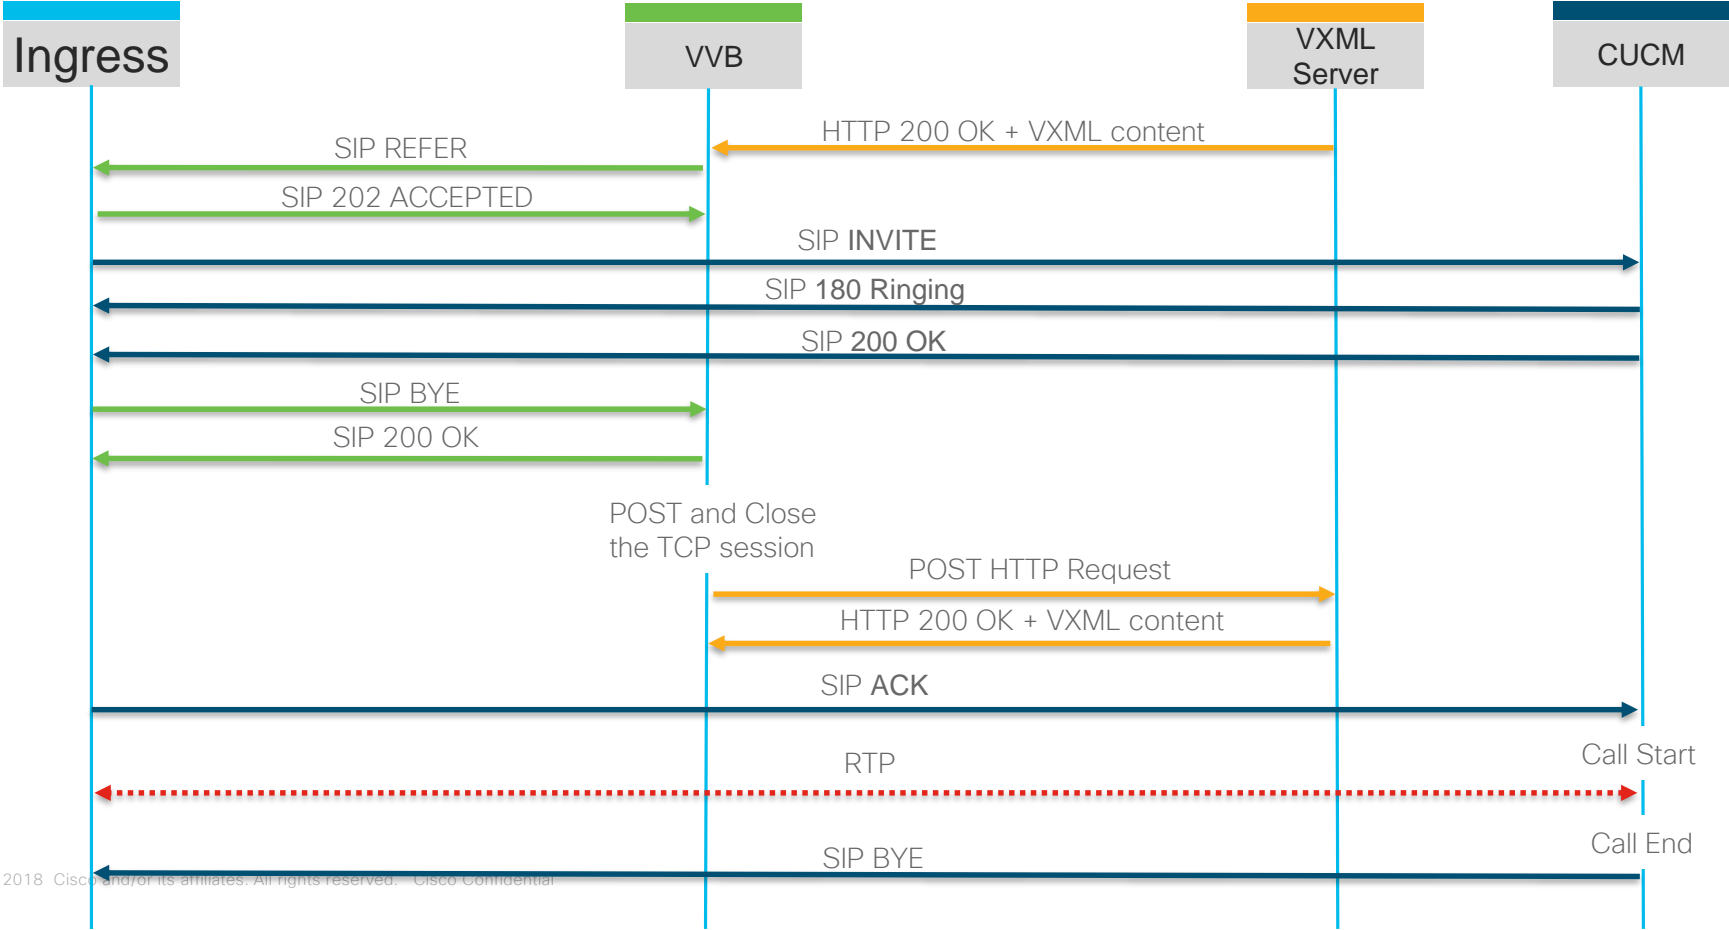 Ingress
VVB
VXML
Server
CUCM
HTTP 200 OK + VXML content
SIP REFER
SIP 202 ACCEPTED
SIP INVITE
SIP 180 Ringing
SIP 200 OK
SIP BYE
SIP 200 OK
POST and Close
the TCP session
POST HTTP Request
HTTP 200 OK + VXML content
SIP ACK
Call Start
RTP
Call End
SIP BYE
2018 Cisco and/or its affiliates. All rights reserved. Cisco Confidential